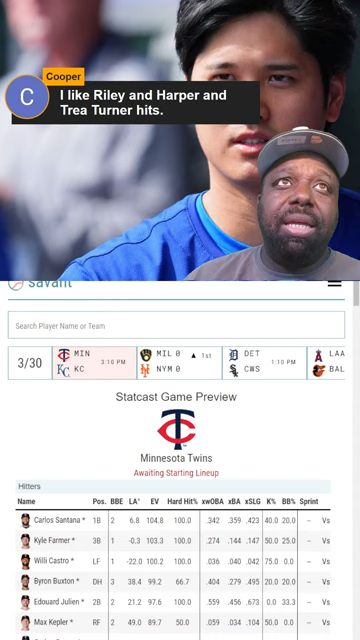 Cooper
C
I like Riley and Harper and
Trea Turner hits.
savant
Search Player Name or Team
3/30
MIN
KC
3:10 PM
MIL 0
NYM 0
▲ 1st
DET
CWS
1:10 PM
LAA
BAL
Statcast Game Preview
Minnesota Twins
Awaiting Starting Lineup
Hitters
Name Pos. BBE LA° EV Hard Hit% xwOBA xBA xSLG K% BB% Sprint
Carlos Santana * 1B 2 6.8 104.8 100.0 .342 .359 .423 40.0 20.0 -- Vs
Kyle Farmer * 3B 1 -0.3 103.3 100.0 .274 .144 .147 50.0 25.0 -- Vs
Willi Castro * LF 1 -22.0 100.2 100.0 .036 .040 .042 75.0 0.0 -- Vs
Byron Buxton * DH 3 38.4 99.2 66.7 .404 .279 .495 20.0 20.0 -- Vs
Edouard Julien * 2B 2 21.2 97.6 100.0 .559 .456 .673 0.0 33.3 -- Vs
Max Kepler * RF 2 49.0 89.7 50.0 .059 .034 .104 50.0 0.0 -- Vs